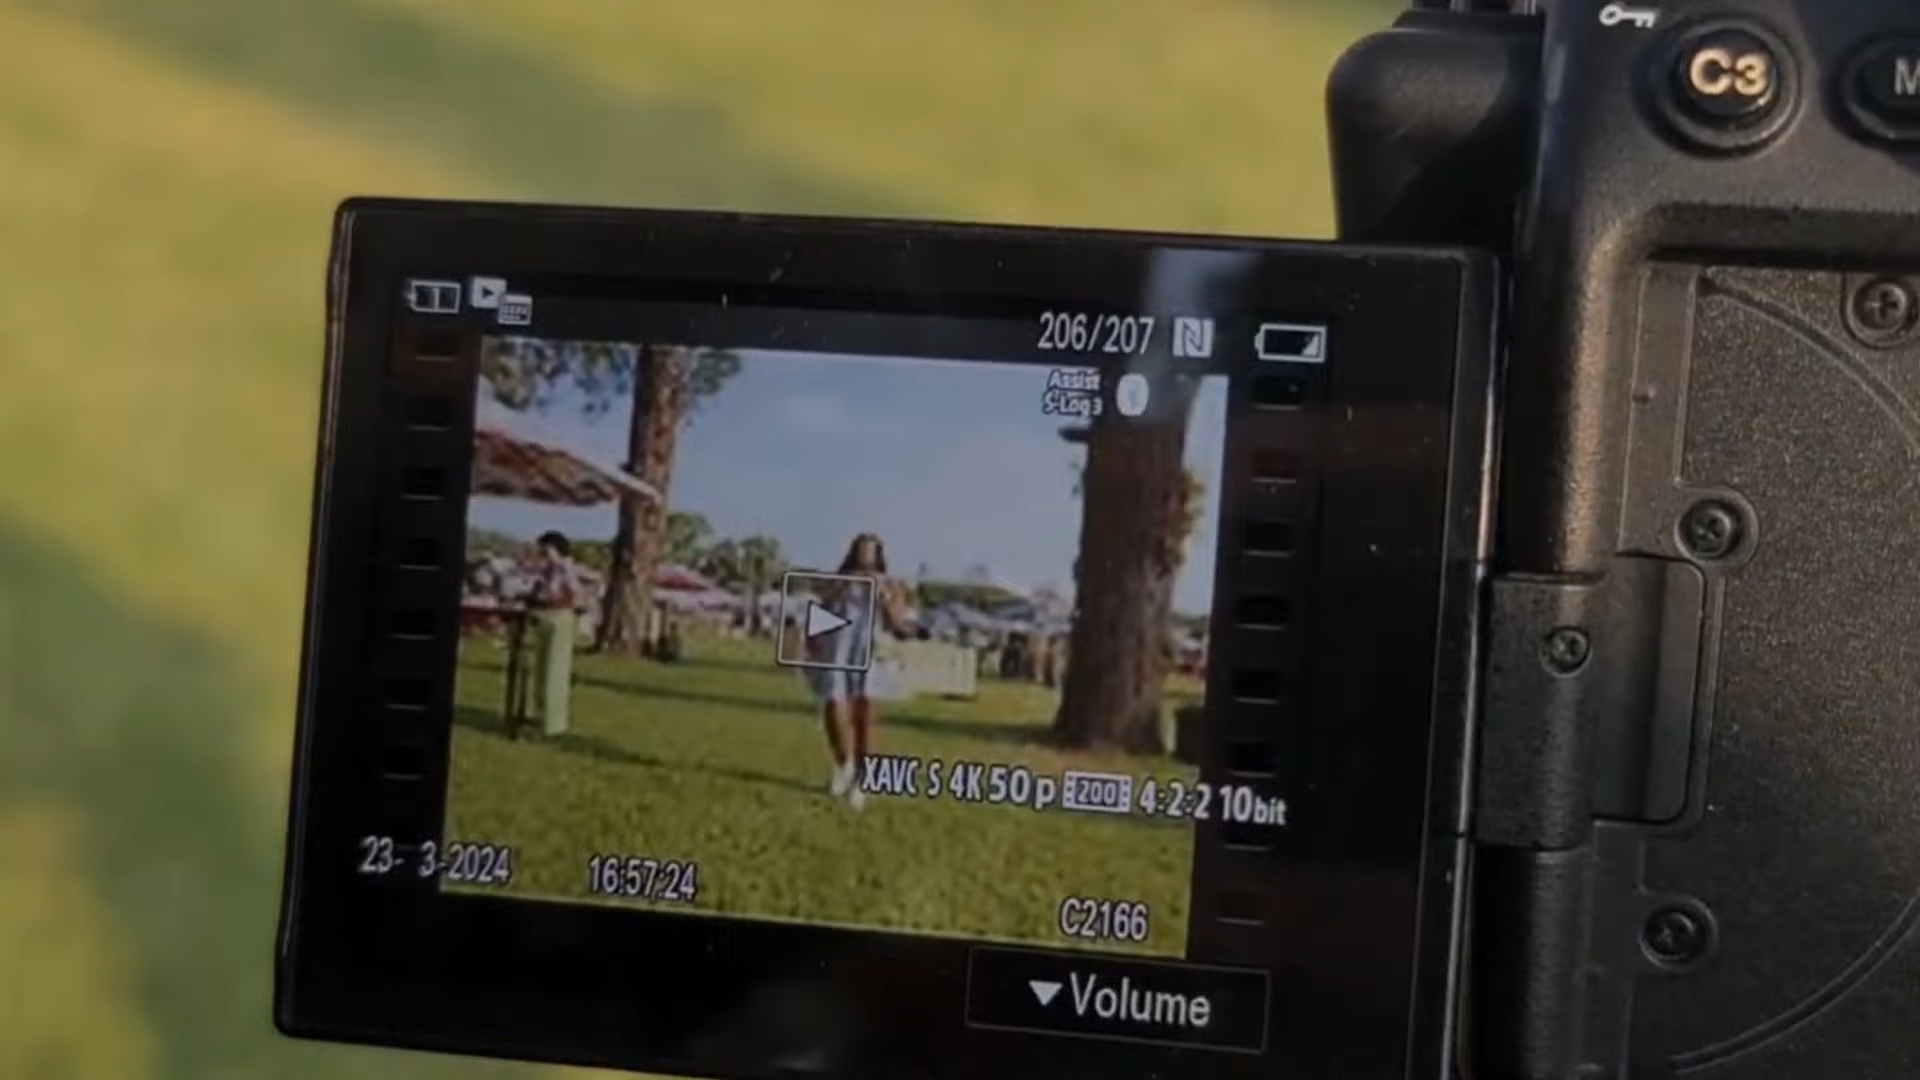 C3
M
1
206/207 N
Assist
S-Log3
XAVC S 4K 50p 200 4:2:2 10bit
23- 3-2024 16:57:24
C2166
Volume